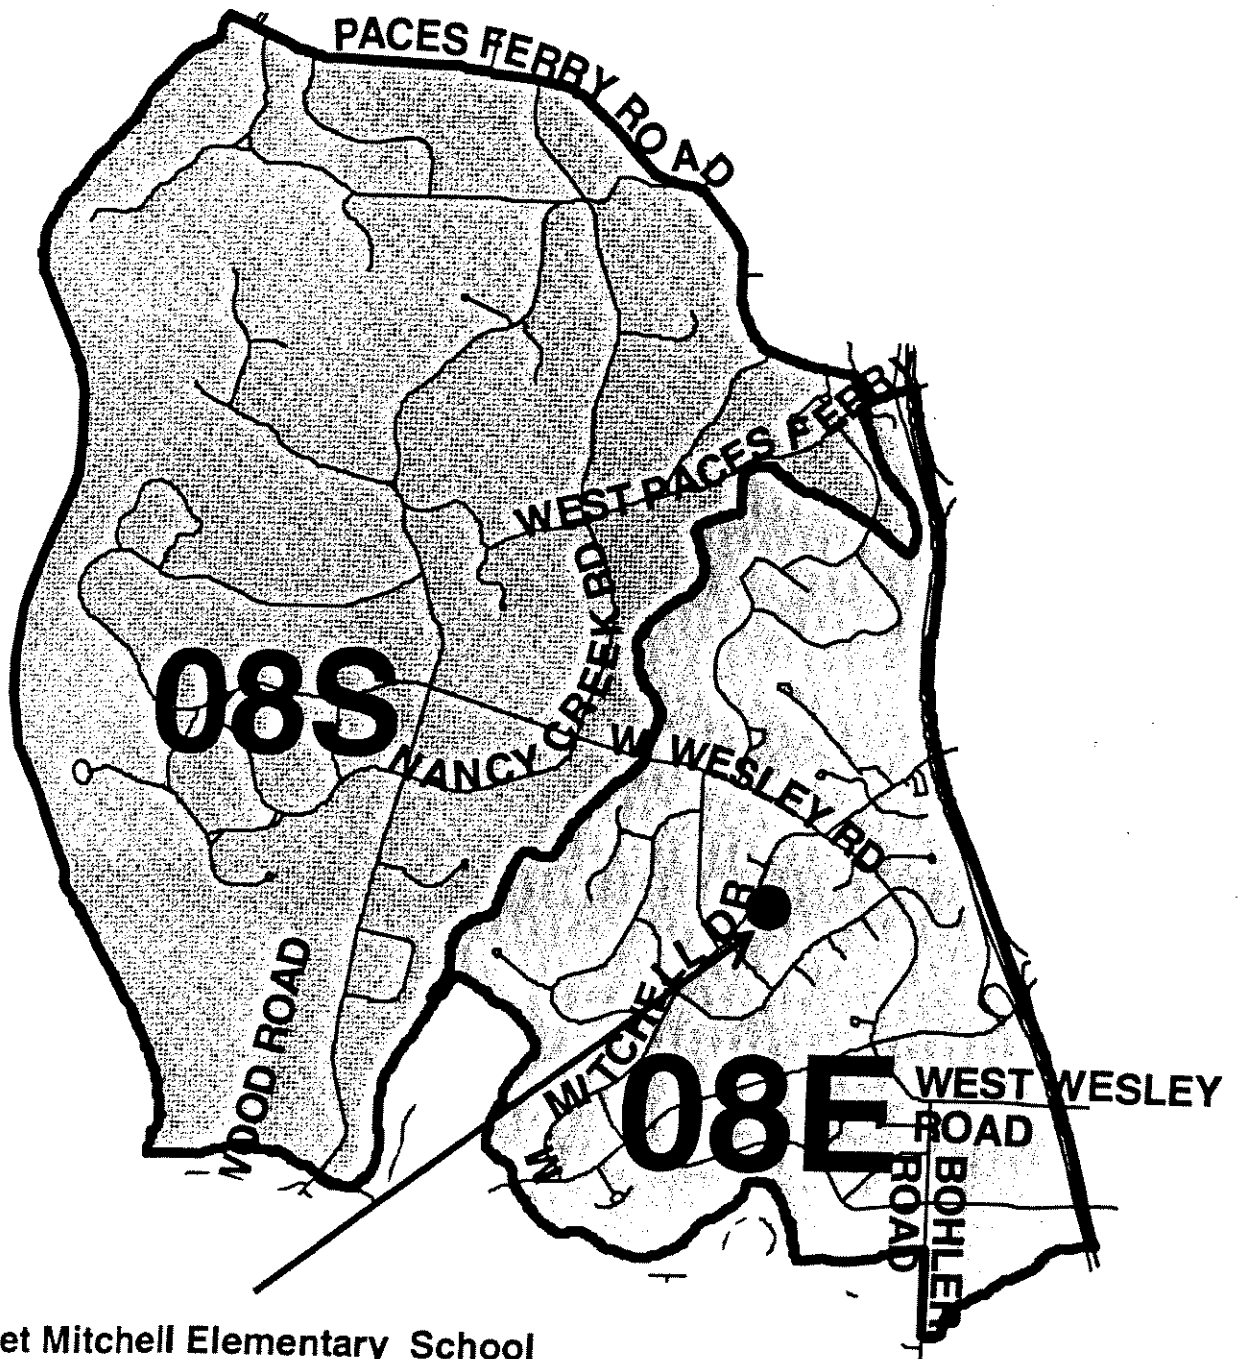 PACES FERRY ROAD
WEST PACES FERRY
NANCY CREEK RD
08S
W WESLEY RD
MITCHELL DR
WOOD ROAD
08E
WEST WESLEY
ROAD
BOHLER
ROAD
et Mitchell Elementary School